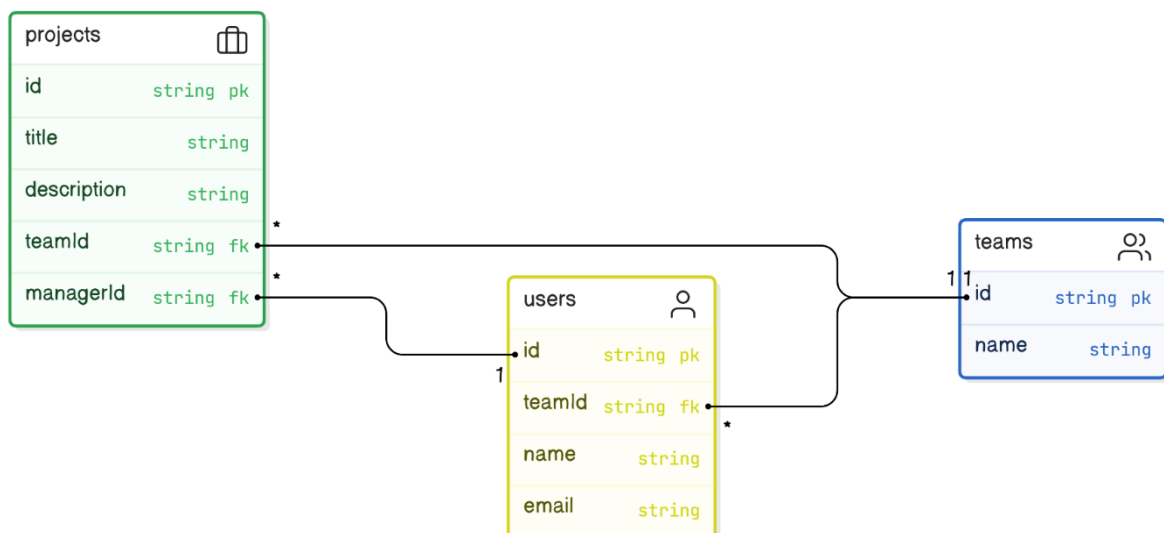 projects
id string pk
title string
description string
teamId string fk *
managerId string fk *
users
1 id string pk
teamId string fk *
name string
email string
teams
1 1 id string pk
name string